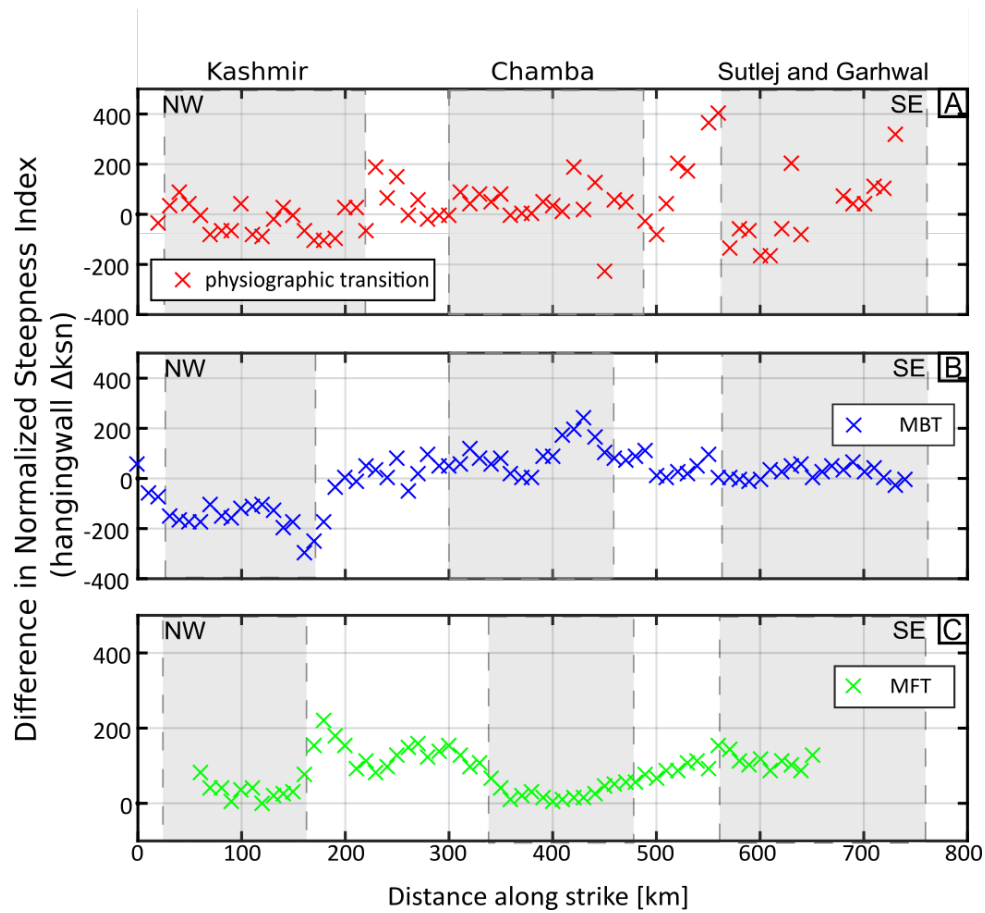 Kashmir
Chamba
Sutlej and Garhwal
NW
SE
A
400
200
0
-200
-400
physiographic transition
NW
SE
B
400
200
0
-200
-400
MBT
NW
SE
C
400
200
0
MFT
0
100
200
300
400
500
600
700
800
Distance along strike [km]
Difference in Normalized Steepness Index
(hangingwall Δksn)